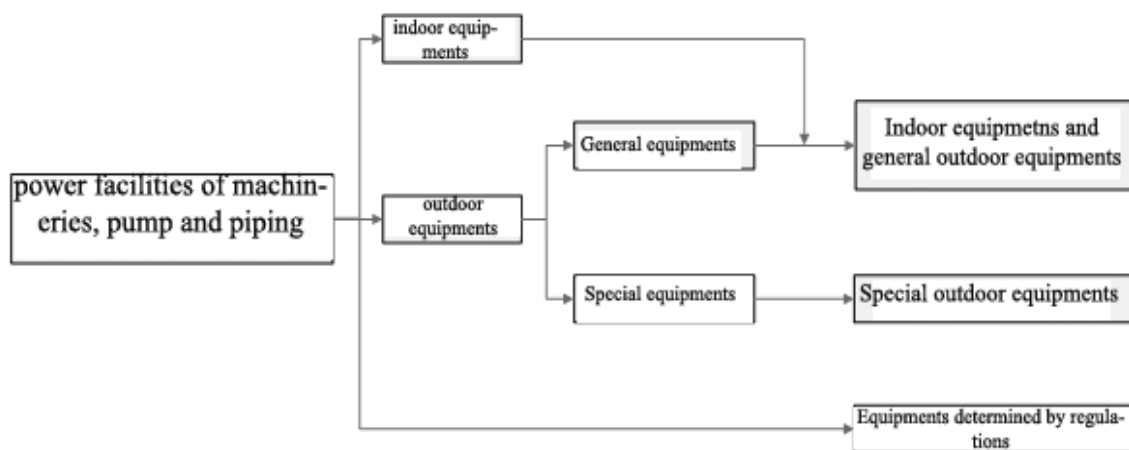 indoor equip-
ments
General equipments
Indoor equipmetns and
general outdoor equipments
power facilities of machin-
eries, pump and piping
outdoor
equipments
Special equipments
Special outdoor equipments
Equipments determined by regula-
tions